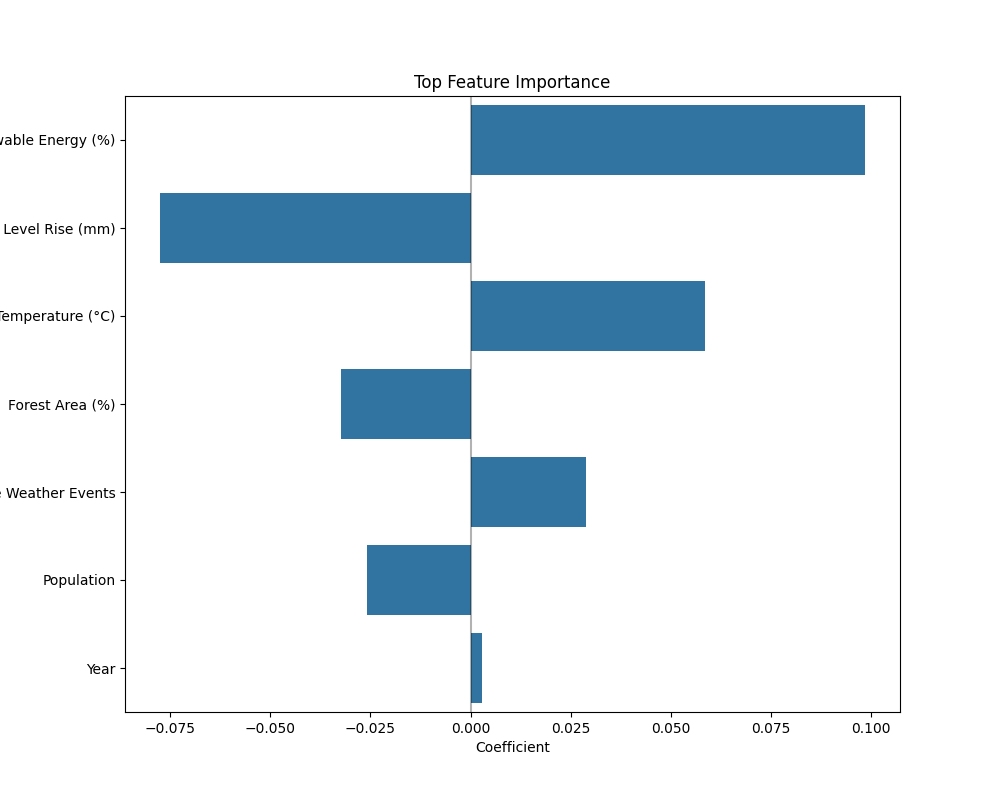 Top Feature Importance
wable Energy (%)
Level Rise (mm)
Temperature (°C)
Forest Area (%)
Weather Events
Population
Year
−0.075 −0.050 −0.025 0.000 0.025 0.050 0.075 0.100
Coefficient